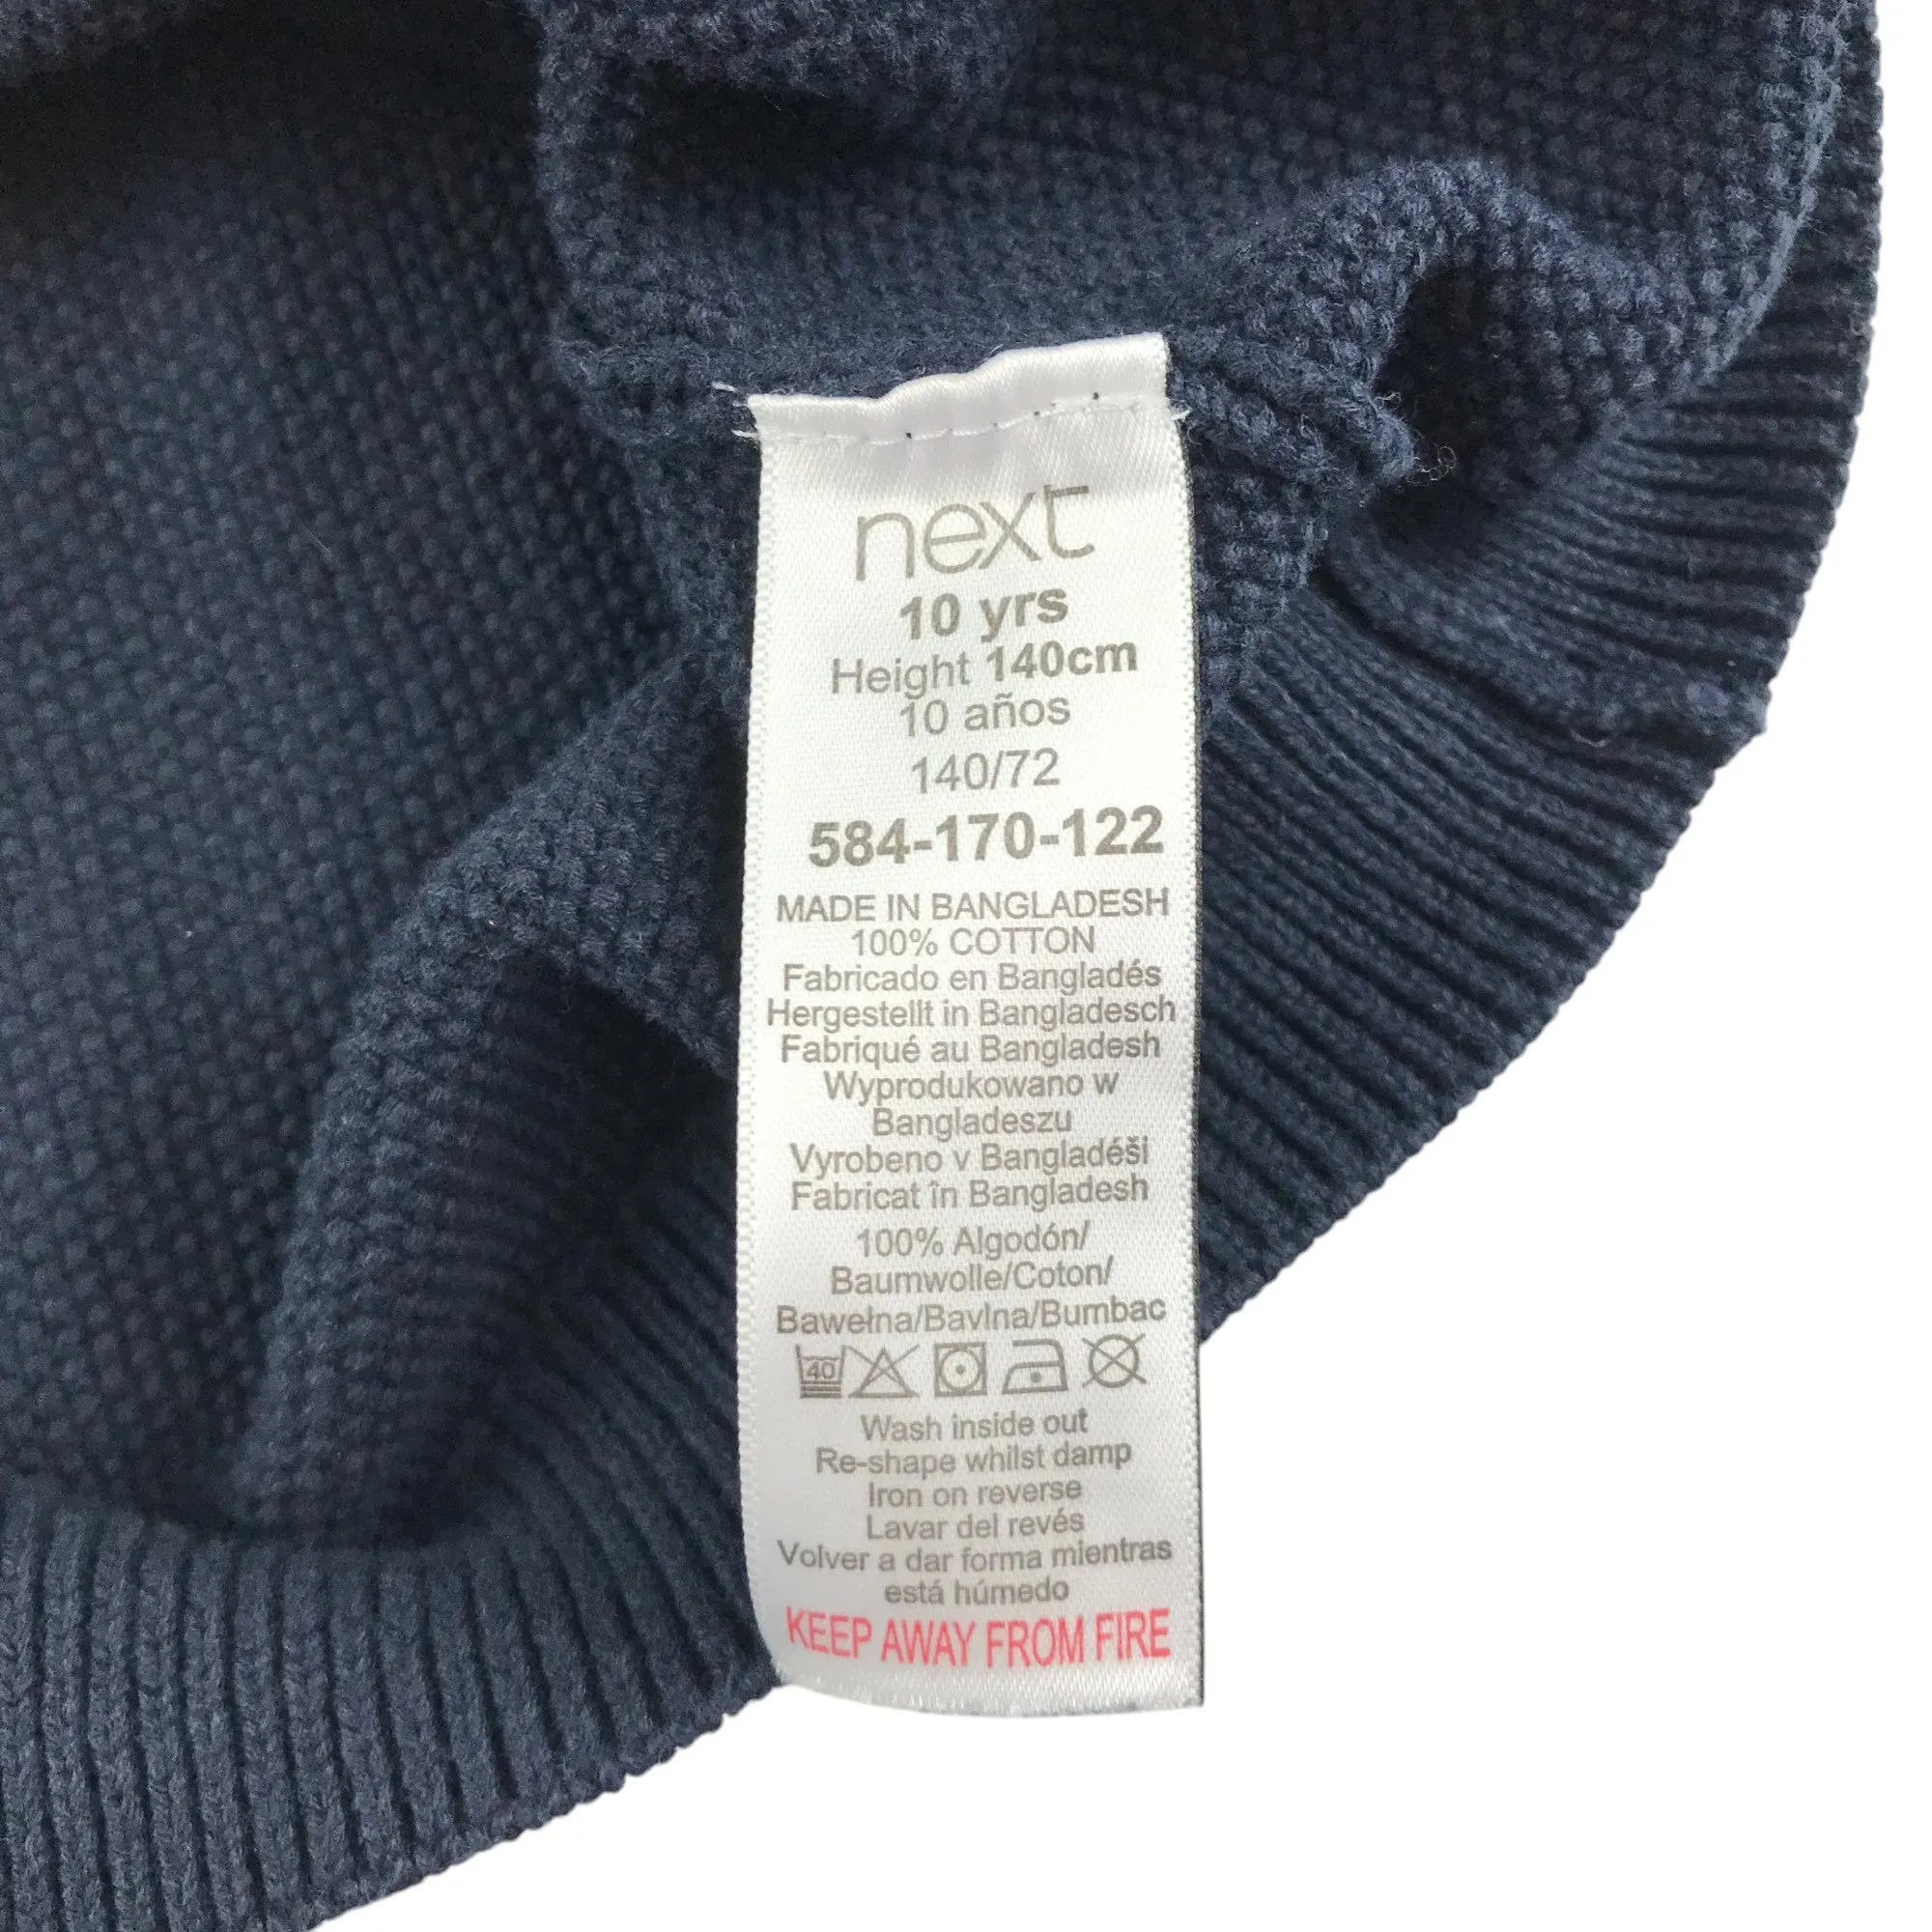 next
10 yrs
Height 140cm
10 años
140/72
584-170-122
MADE IN BANGLADESH
100% COTTON
Fabricado en Bangladés
Hergestellt in Bangladesch
Fabriqué au Bangladesh
Wyprodukowano w
Bangladeszu
Vyrobeno v Bangladéši
Fabricat în Bangladesh
100% Algodón/
Baumwolle/Coton/
Bawełna/Bavlna/Bumbac
40
Wash inside out
Re-shape whilst damp
Iron on reverse
Lavar del revés
Volver a dar forma mientras
está húmedo
KEEP AWAY FROM FIRE